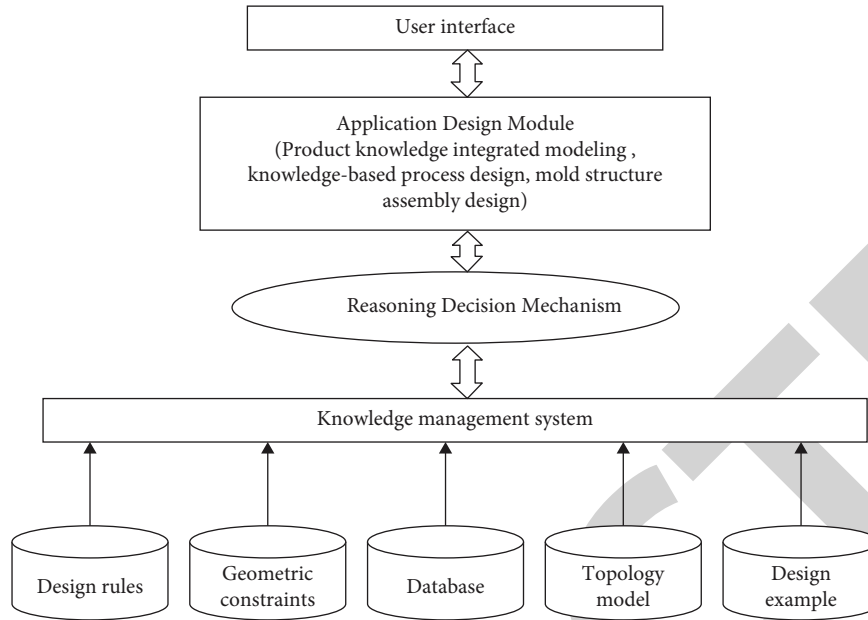 User interface
Application Design Module
(Product knowledge integrated modeling ,
knowledge-based process design, mold structure
assembly design)
Reasoning Decision Mechanism
Knowledge management system
Design rules
Geometric
constraints
Database
Topology
model
Design
example